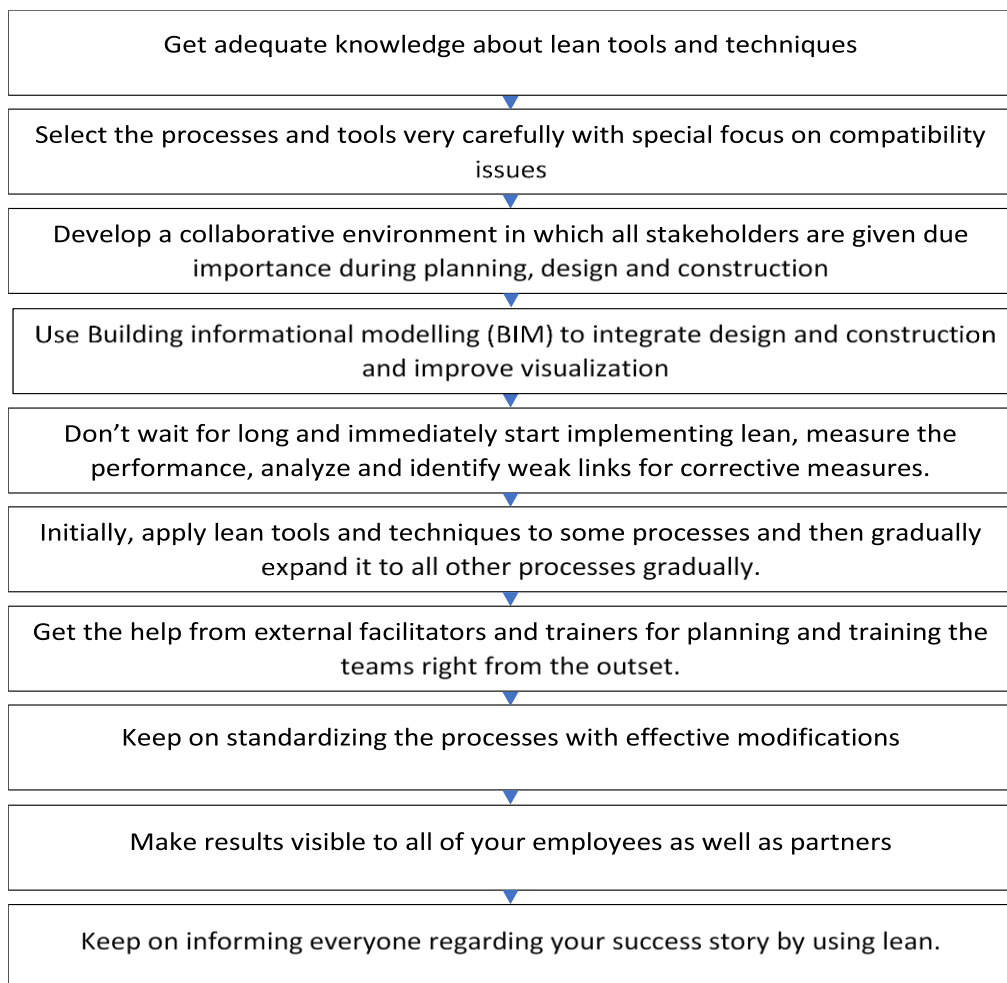 Get adequate knowledge about lean tools and techniques
Select the processes and tools very carefully with special focus on compatibility
issues
Develop a collaborative environment in which all stakeholders are given due
importance during planning, design and construction
Use Building informational modelling (BIM) to integrate design and construction
and improve visualization
Don’t wait for long and immediately start implementing lean, measure the
performance, analyze and identify weak links for corrective measures.
Initially, apply lean tools and techniques to some processes and then gradually
expand it to all other processes gradually.
Get the help from external facilitators and trainers for planning and training the
teams right from the outset.
Keep on standardizing the processes with effective modifications
Make results visible to all of your employees as well as partners
Keep on informing everyone regarding your success story by using lean.